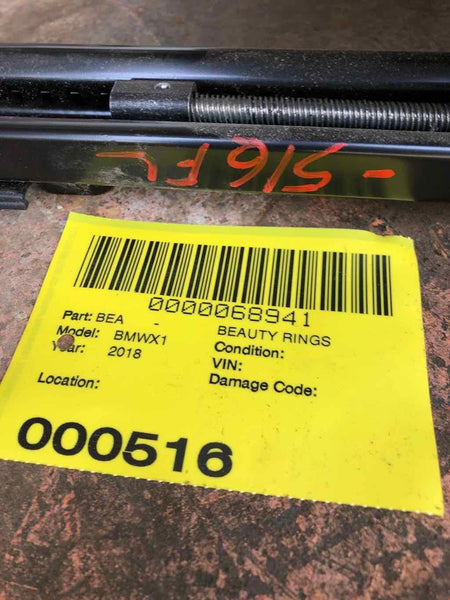 -516FL-
0000068941
Part: BEA - BEAUTY RINGS
Model: BMWX1 Condition:
Year: 2018 VIN:
Location: Damage Code:
000516